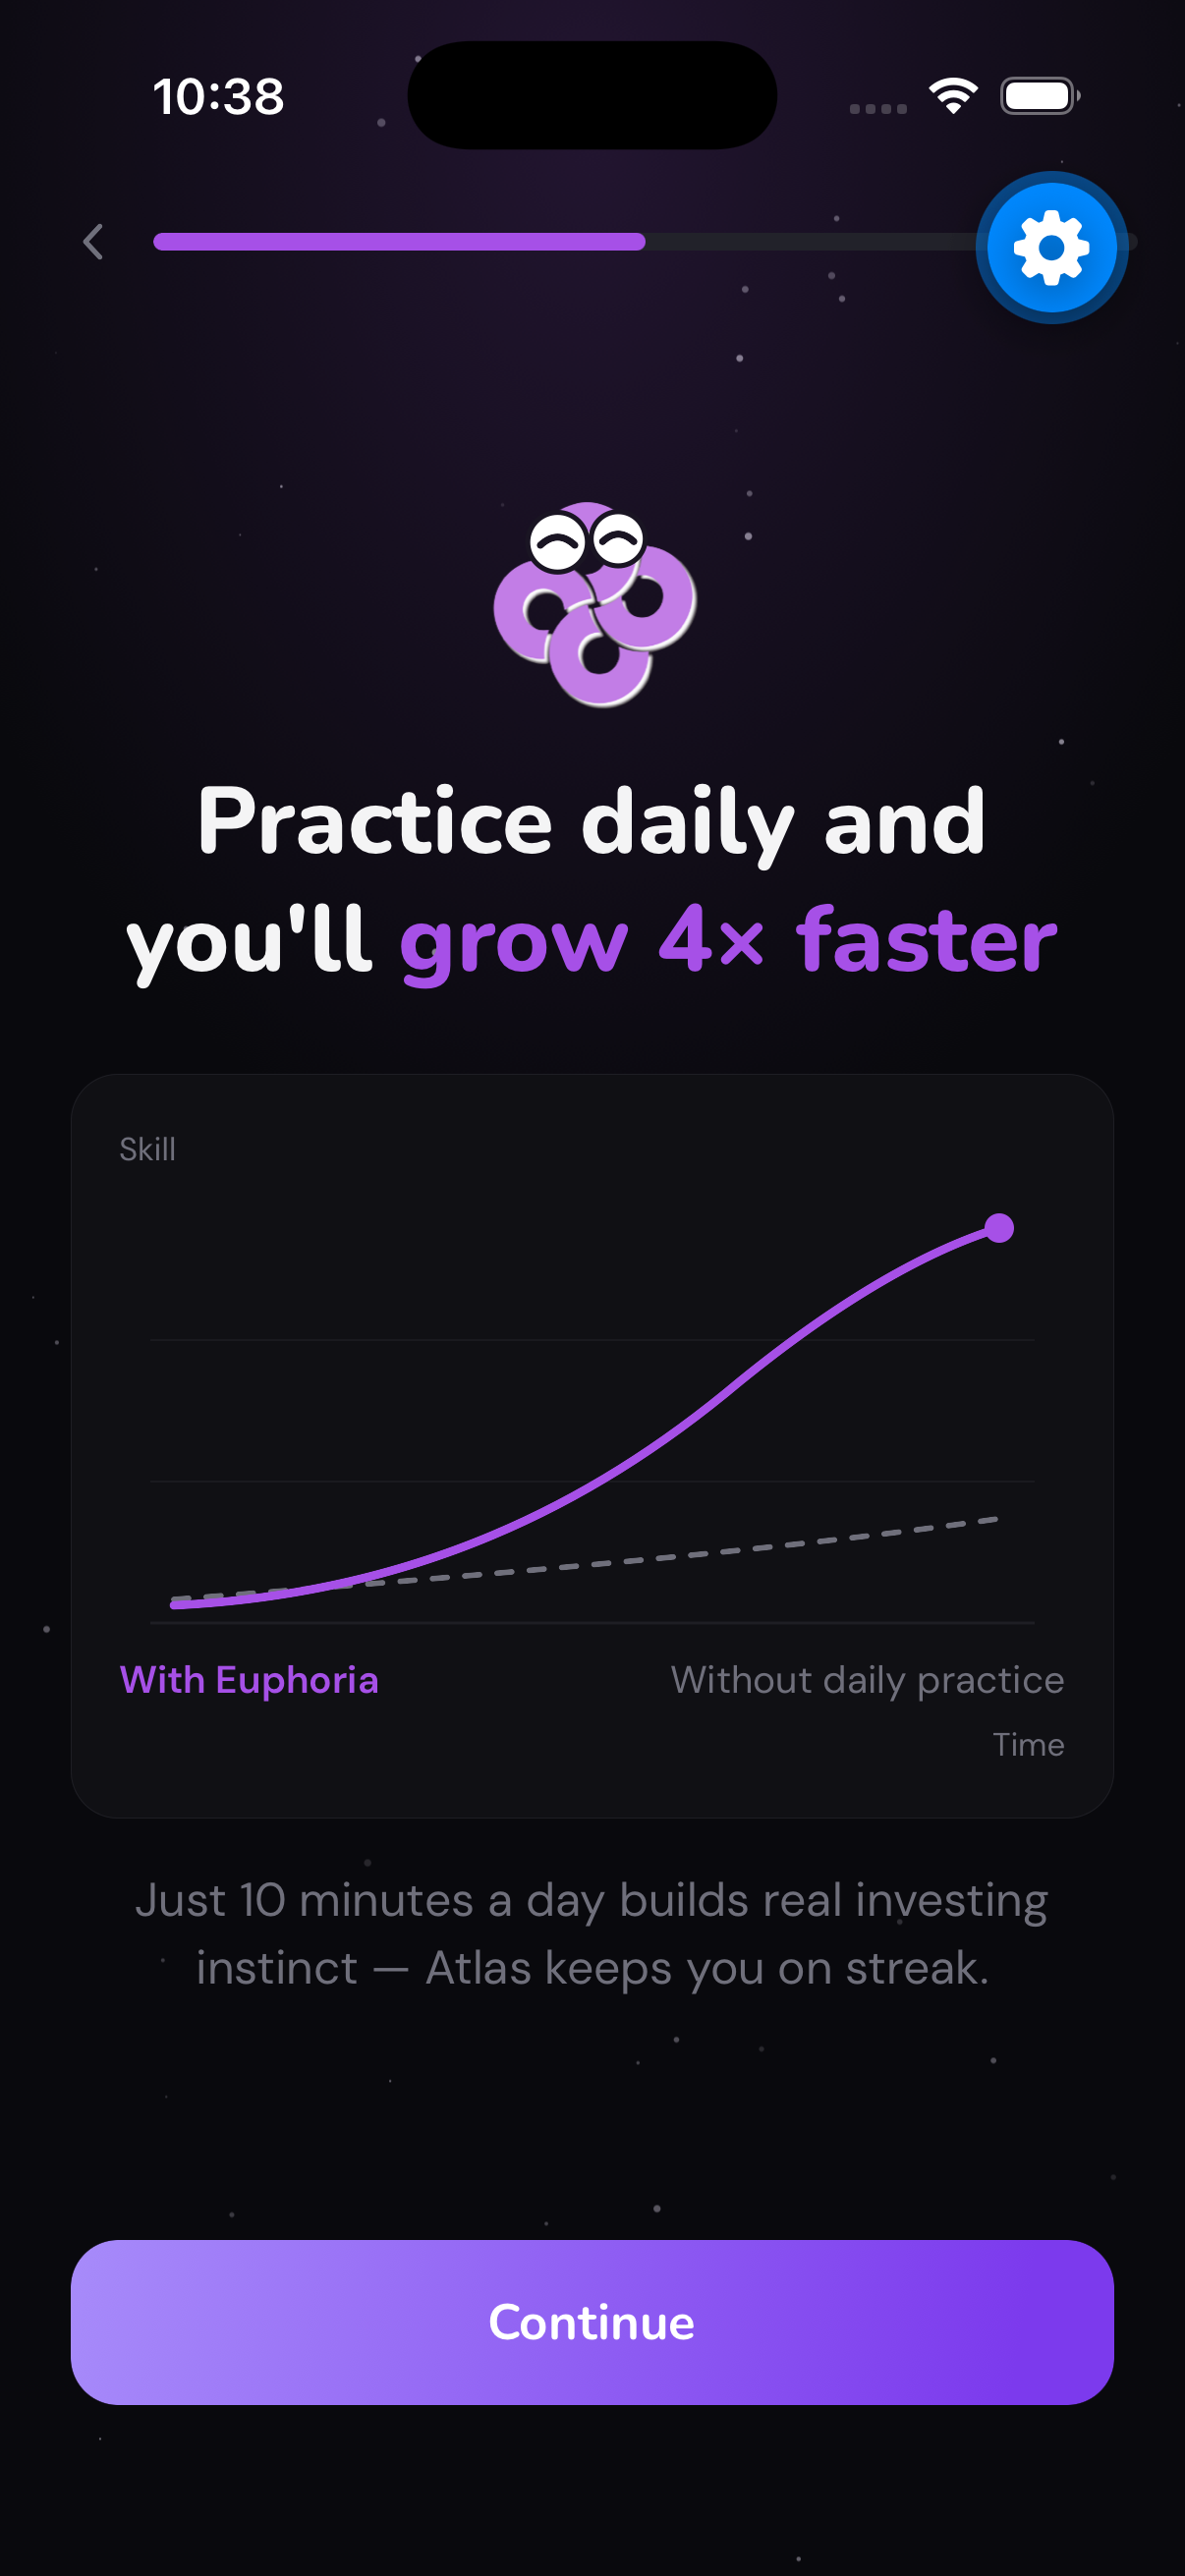 10:38
Practice daily and
you'll grow 4× faster
Skill
With Euphoria
Without daily practice
Time
Just 10 minutes a day builds real investing
instinct — Atlas keeps you on streak.
Continue